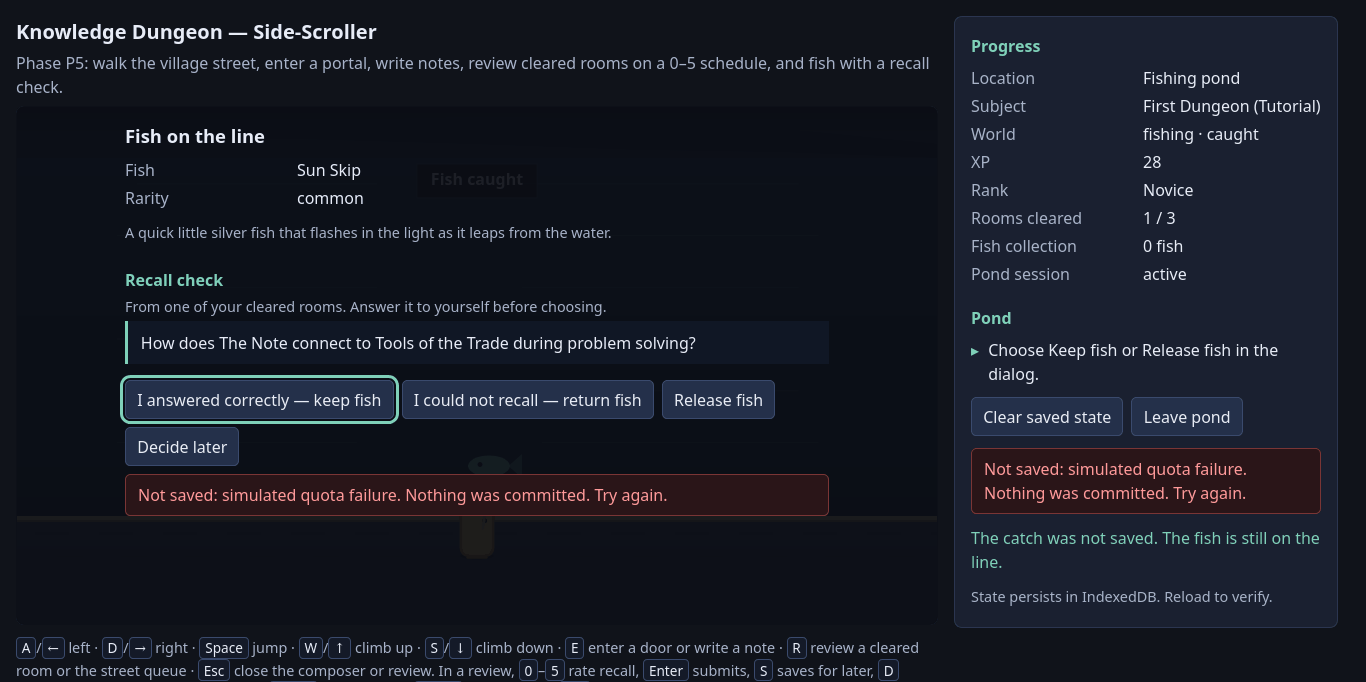 Knowledge Dungeon — Side-Scroller
Phase P5: walk the village street, enter a portal, write notes, review cleared rooms on a 0–5 schedule, and fish with a recall
check.
Fish on the line
Fish Sun Skip
Fish caught
Rarity common
A quick little silver fish that flashes in the light as it leaps from the water.
Recall check
From one of your cleared rooms. Answer it to yourself before choosing.
How does The Note connect to Tools of the Trade during problem solving?
I answered correctly — keep fish I could not recall — return fish Release fish
Decide later
Not saved: simulated quota failure. Nothing was committed. Try again.
A/← left · D/→ right · Space jump · W/↑ climb up · S/↓ climb down · E enter a door or write a note · R review a cleared
room or the street queue · Esc close the composer or review. In a review, 0–5 rate recall, Enter submits, S saves for later, D
Progress
Location Fishing pond
Subject First Dungeon (Tutorial)
World fishing · caught
XP 28
Rank Novice
Rooms cleared 1 / 3
Fish collection 0 fish
Pond session active
Pond
▸ Choose Keep fish or Release fish in the
dialog.
Clear saved state Leave pond
Not saved: simulated quota failure.
Nothing was committed. Try again.
The catch was not saved. The fish is still on the
line.
State persists in IndexedDB. Reload to verify.